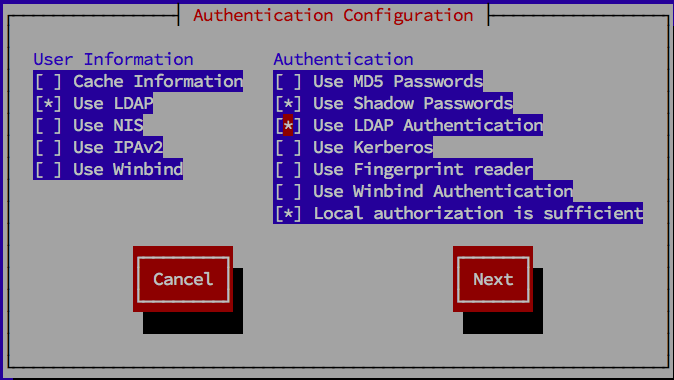 Authentication Configuration
User Information
[ ] Cache Information
[*] Use LDAP
[ ] Use NIS
[ ] Use IPAv2
[ ] Use Winbind
Authentication
[ ] Use MD5 Passwords
[*] Use Shadow Passwords
[*] Use LDAP Authentication
[ ] Use Kerberos
[ ] Use Fingerprint reader
[ ] Use Winbind Authentication
[*] Local authorization is sufficient
Cancel
Next